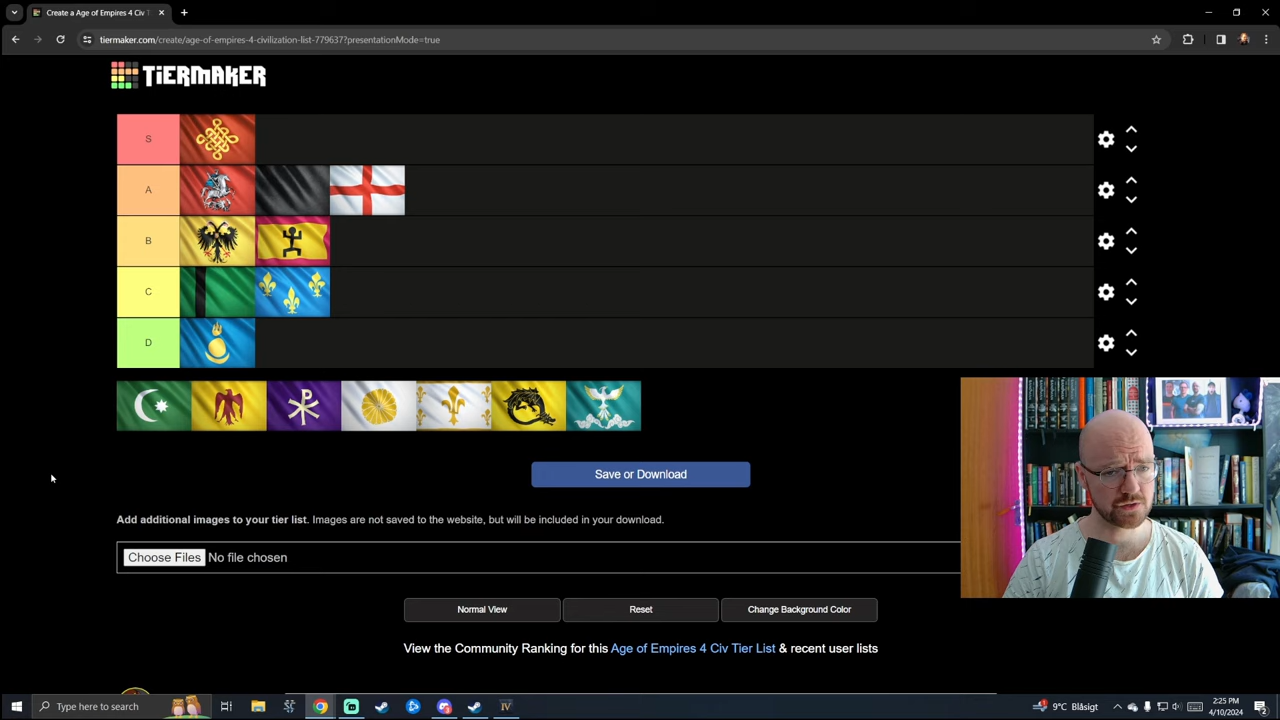 Create a Age of Empires 4 Civ T
tiermaker.com/create/age-of-empires-4-civilization-list-779637?presentationMode=true
TiERMAKER
S
A
B
C
D
Save or Download
Add additional images to your tier list. Images are not saved to the website, but will be included in your download.
Choose Files No file chosen
Normal View
Reset
Change Background Color
View the Community Ranking for this Age of Empires 4 Civ Tier List & recent user lists
Type here to search
IV
9°C Blåsigt
2:25 PM
4/10/2024
2